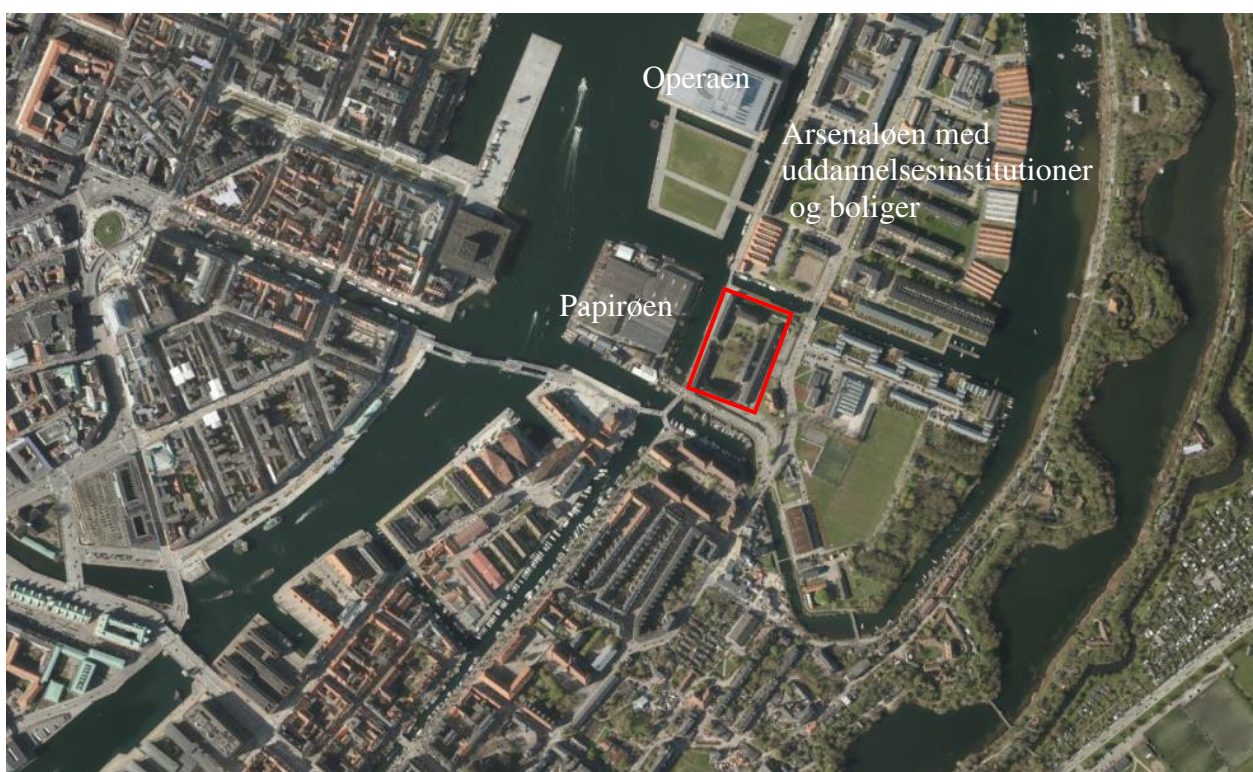 Operaen
Arsenaløen med
uddannelsesinstitutioner
og boliger
Papirøen